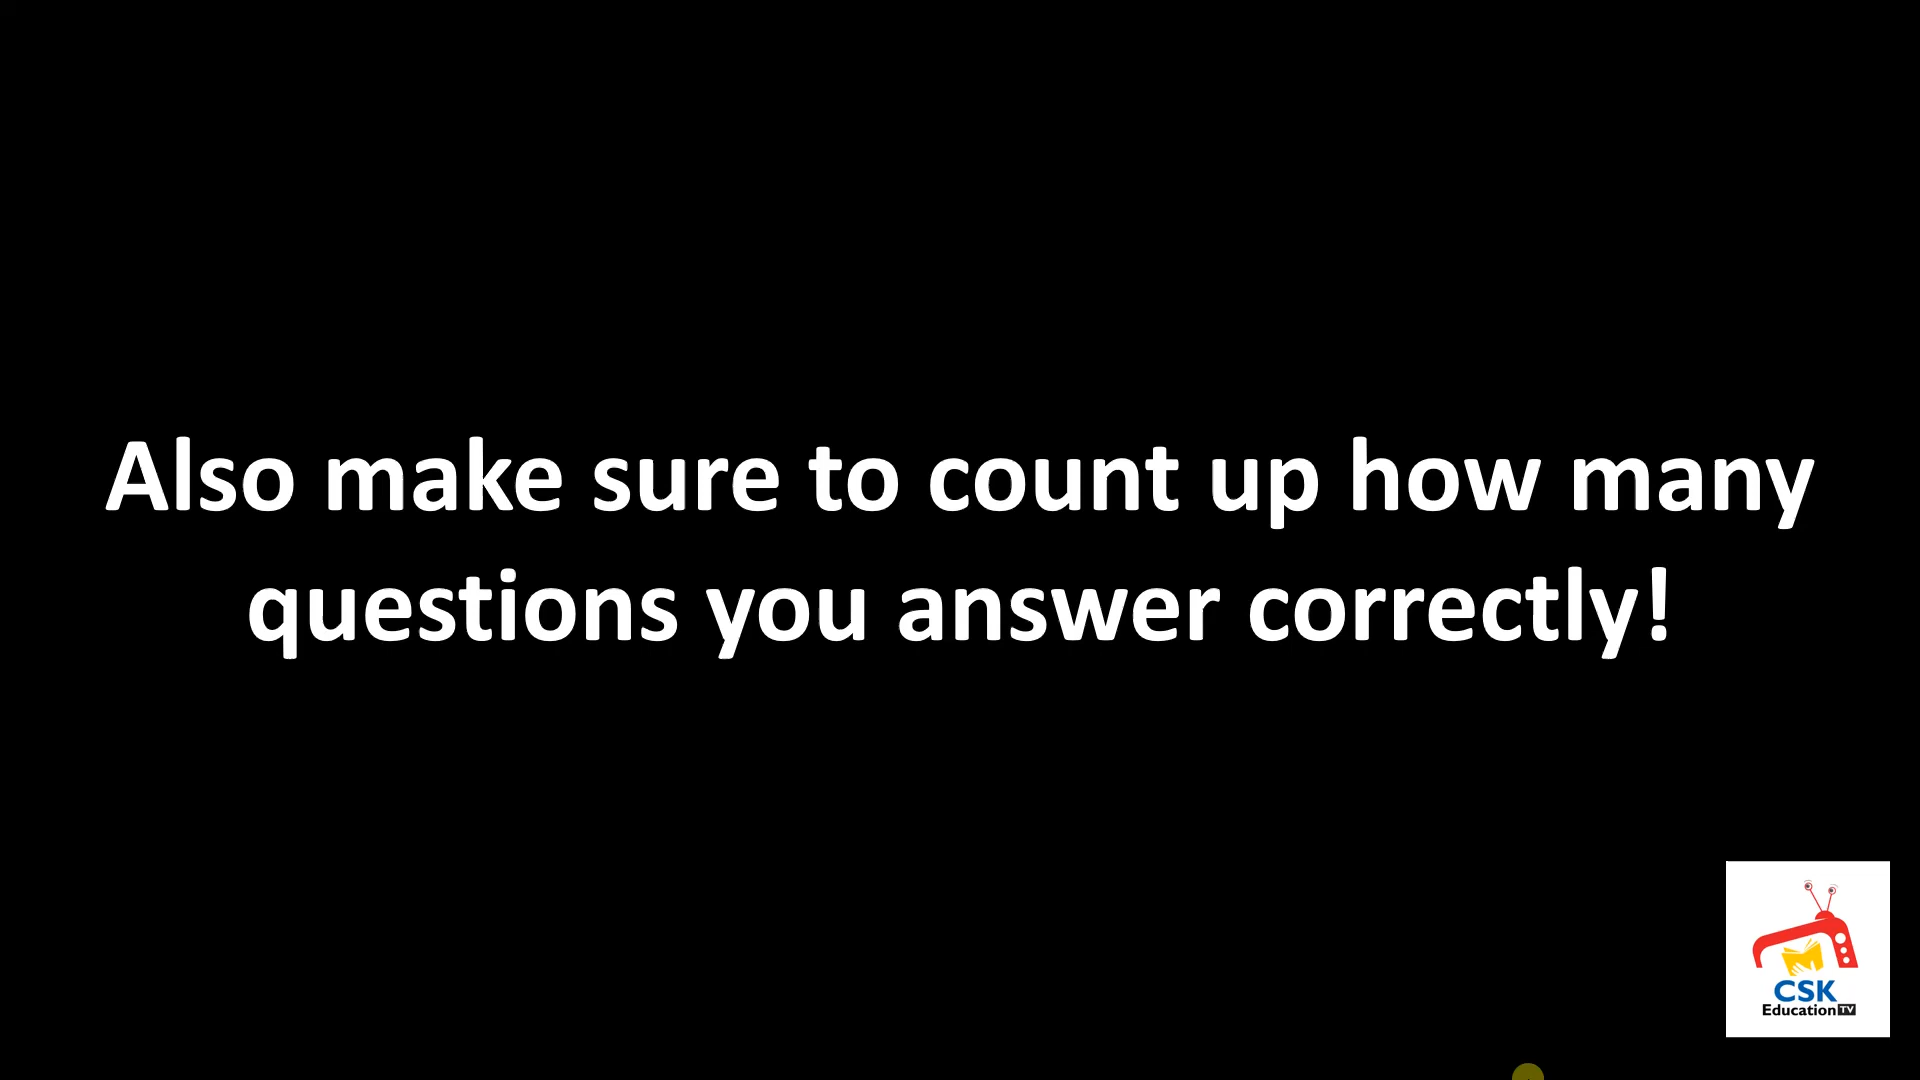 Also make sure to count up how many
questions you answer correctly!
CSK
Education TV